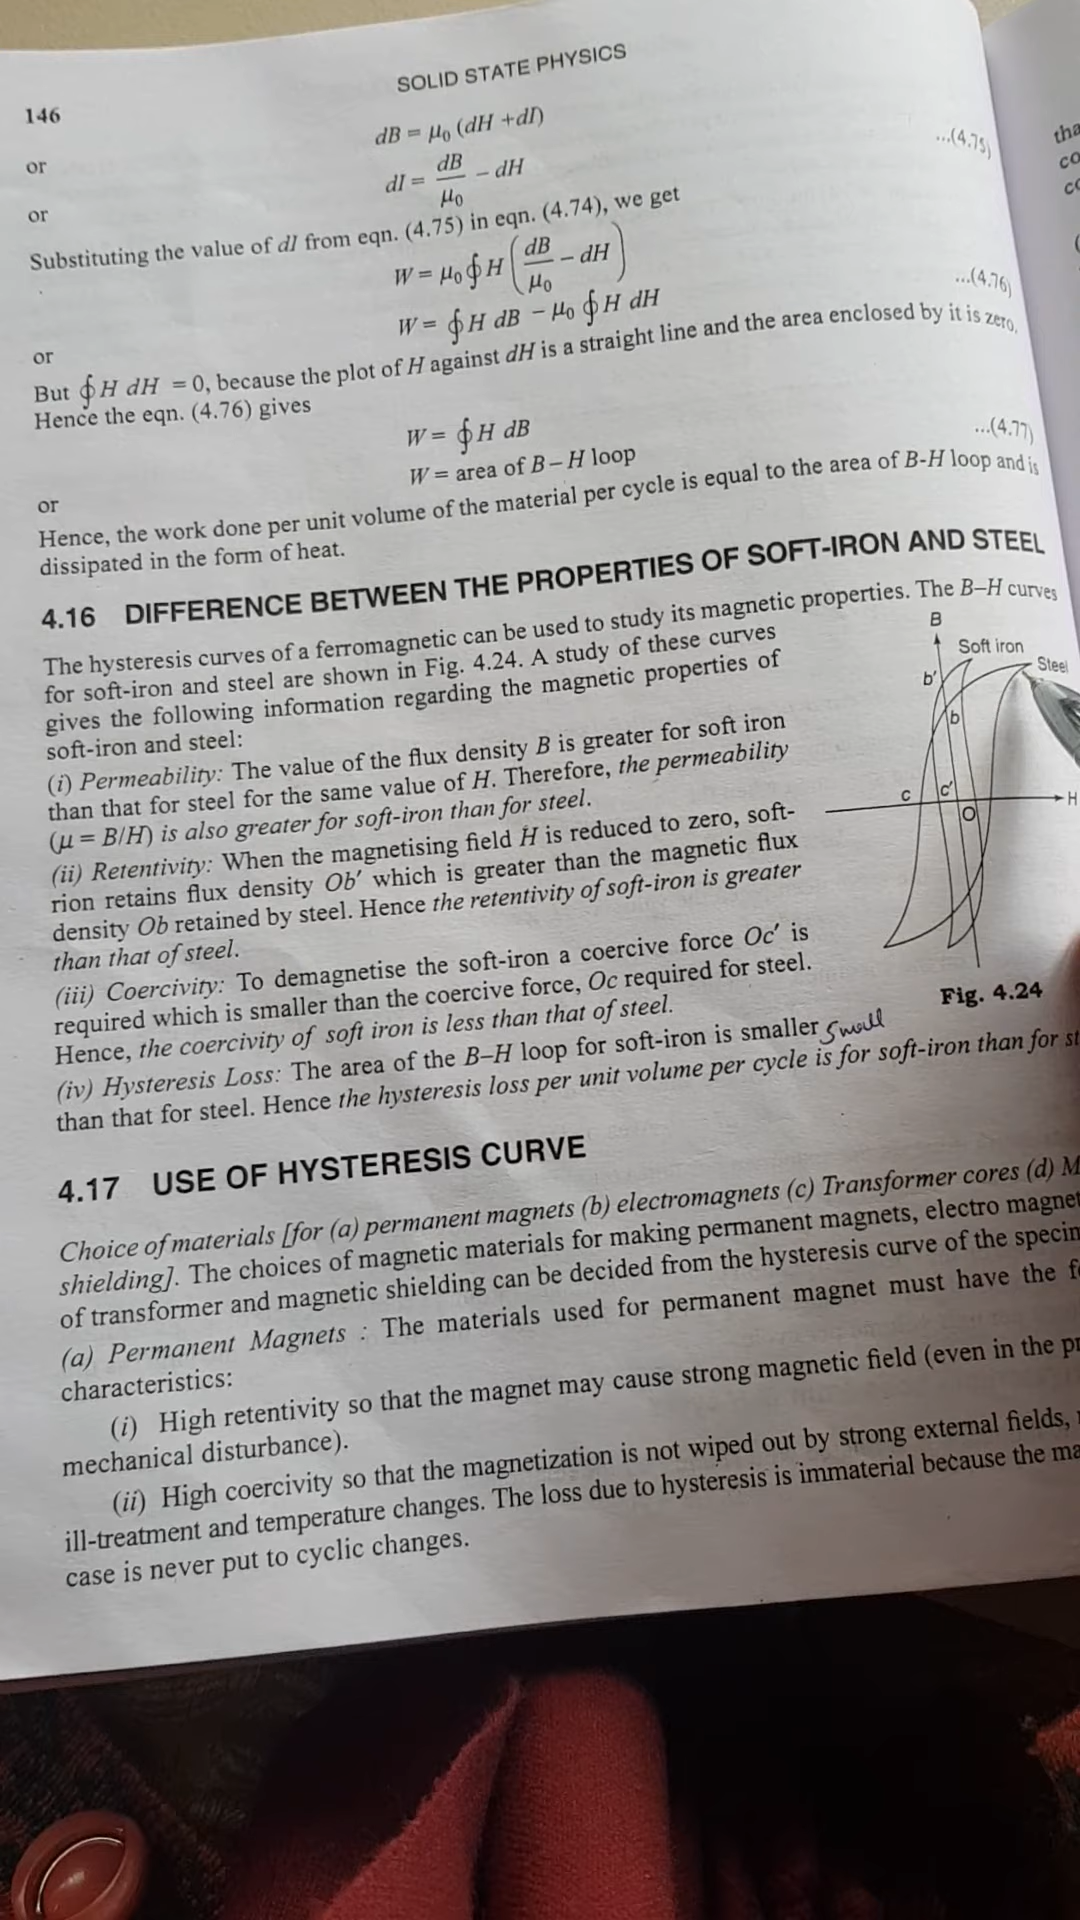 146
SOLID STATE PHYSICS
dB = μ₀ (dH + dI)
or
dI = dB/μ₀ − dH ...(4.75)
or
Substituting the value of dI from eqn. (4.75) in eqn. (4.74), we get
W = μ₀ ∮ H (dB/μ₀ − dH)
W = ∮ H dB − μ₀ ∮ H dH ...(4.76)
or
But ∮ H dH = 0, because the plot of H against dH is a straight line and the area enclosed by it is zero,
Hence the eqn. (4.76) gives
W = ∮ H dB ...(4.77)
W = area of B – H loop
or
Hence, the work done per unit volume of the material per cycle is equal to the area of B-H loop and is
dissipated in the form of heat.
4.16 DIFFERENCE BETWEEN THE PROPERTIES OF SOFT-IRON AND STEEL
The hysteresis curves of a ferromagnetic can be used to study its magnetic properties. The B–H curves
for soft-iron and steel are shown in Fig. 4.24. A study of these curves
gives the following information regarding the magnetic properties of
soft-iron and steel:
(i) Permeability: The value of the flux density B is greater for soft iron
than that for steel for the same value of H. Therefore, the permeability
(μ = B/H) is also greater for soft-iron than for steel.
(ii) Retentivity: When the magnetising field H is reduced to zero, soft-
rion retains flux density Ob′ which is greater than the magnetic flux
density Ob retained by steel. Hence the retentivity of soft-iron is greater
than that of steel.
(iii) Coercivity: To demagnetise the soft-iron a coercive force Oc′ is
required which is smaller than the coercive force, Oc required for steel.
Hence, the coercivity of soft iron is less than that of steel.
B
Soft iron
Steel
b′
b
c
c′
O
H
Fig. 4.24
(iv) Hysteresis Loss: The area of the B–H loop for soft-iron is smaller small
than that for steel. Hence the hysteresis loss per unit volume per cycle is for soft-iron than for st
4.17 USE OF HYSTERESIS CURVE
Choice of materials [for (a) permanent magnets (b) electromagnets (c) Transformer cores (d) M
shielding]. The choices of magnetic materials for making permanent magnets, electro magnet
of transformer and magnetic shielding can be decided from the hysteresis curve of the specim
(a) Permanent Magnets : The materials used for permanent magnet must have the f
characteristics:
(i) High retentivity so that the magnet may cause strong magnetic field (even in the pr
mechanical disturbance).
(ii) High coercivity so that the magnetization is not wiped out by strong external fields,
ill-treatment and temperature changes. The loss due to hysteresis is immaterial because the ma
case is never put to cyclic changes.
tha
co